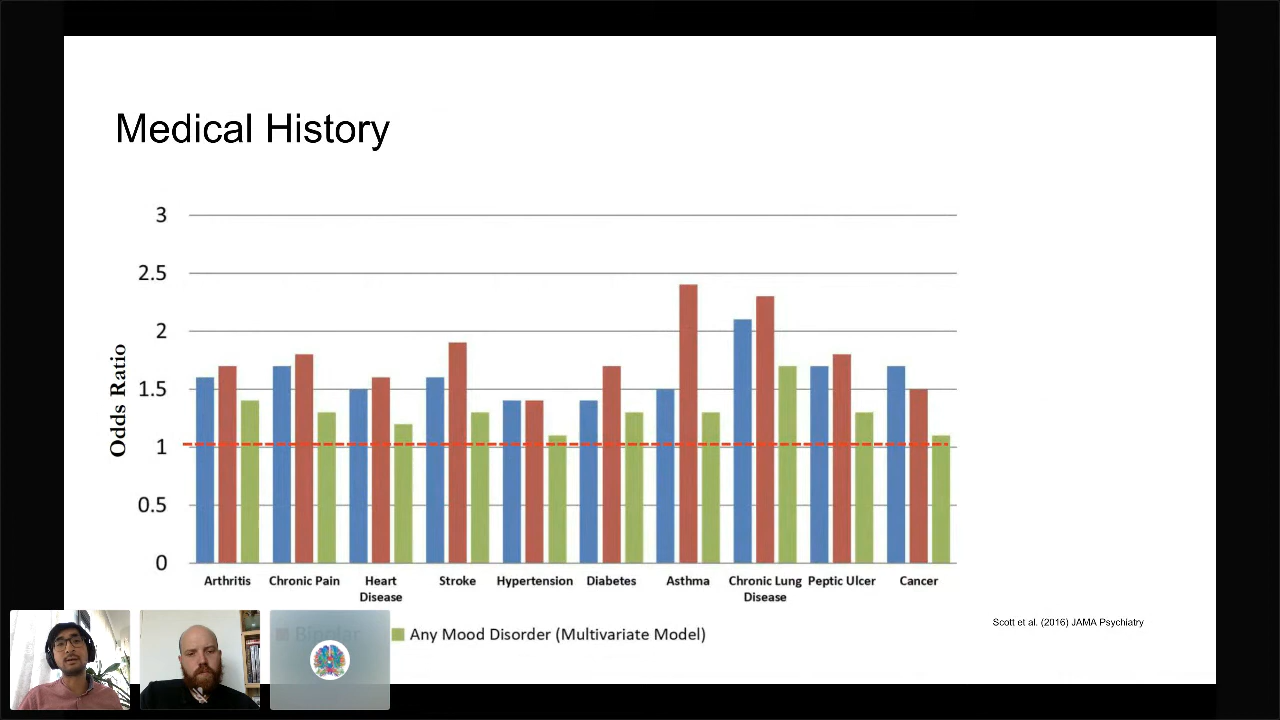 Medical History
3
2.5
2
1.5
1
0.5
0
Odds Ratio
Arthritis Chronic Pain Heart Disease Stroke Hypertension Diabetes Asthma Chronic Lung Disease Peptic Ulcer Cancer
Bipolar Any Mood Disorder (Multivariate Model)
Scott et al. (2016) JAMA Psychiatry